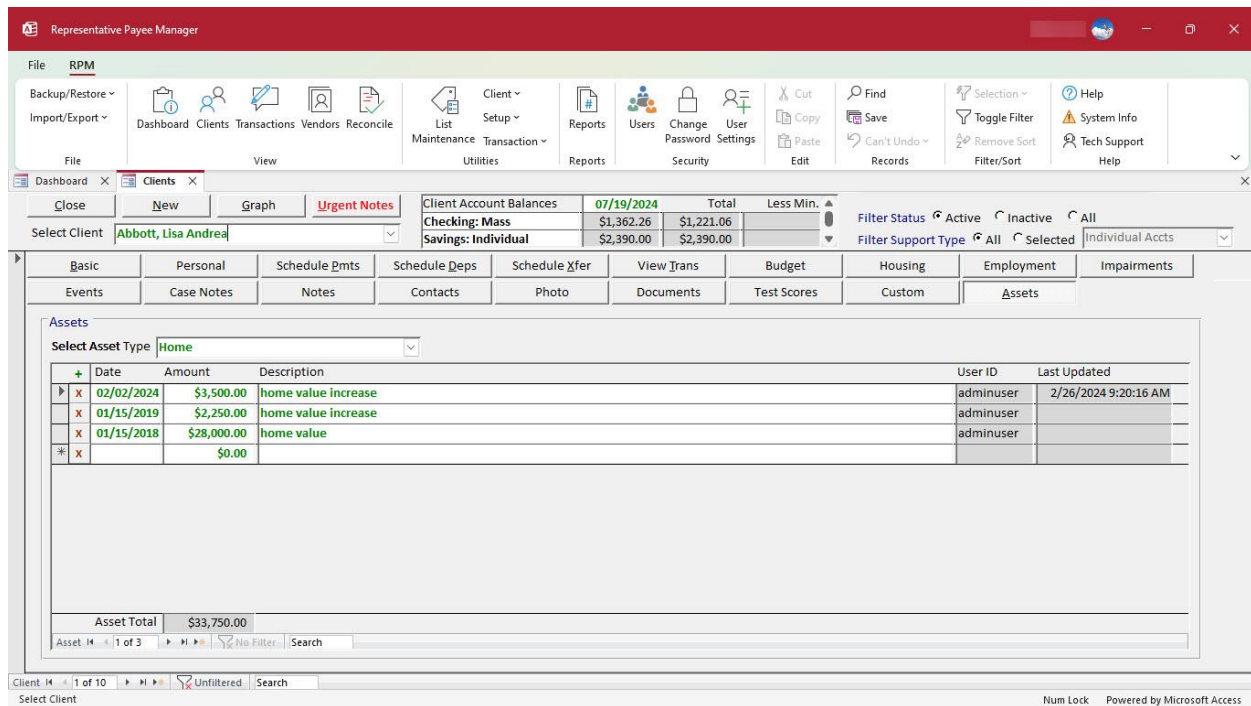 Representative Payee Manager
File RPM
Backup/Restore
Import/Export
Dashboard Clients Transactions Vendors Reconcile
List Maintenance
Client
Setup
Transaction
Reports
Users Change Password User Settings
Cut
Copy
Paste
Find
Save
Can't Undo
Selection
Toggle Filter
Remove Sort
Help
System Info
Tech Support
File View Utilities Reports Security Edit Records Filter/Sort Help
Dashboard X Clients X
Close New Graph Urgent Notes
Client Account Balances 07/19/2024 Total Less Min.
Checking: Mass $1,362.26 $1,221.06
Savings: Individual $2,390.00 $2,390.00
Filter Status Active Inactive All
Filter Support Type All Selected Individual Accts
Select Client Abbott, Lisa Andrea
Basic Personal Schedule Pmts Schedule Deps Schedule Xfer View Trans Budget Housing Employment Impairments
Events Case Notes Notes Contacts Photo Documents Test Scores Custom Assets
Assets
Select Asset Type Home
+ Date Amount Description User ID Last Updated
x 02/02/2024 $3,500.00 home value increase adminuser 2/26/2024 9:20:16 AM
x 01/15/2019 $2,250.00 home value increase adminuser
x 01/15/2018 $28,000.00 home value adminuser
* x $0.00
Asset Total $33,750.00
Asset 1 of 3 No Filter Search
Client 1 of 10 Unfiltered Search
Select Client Num Lock Powered by Microsoft Access